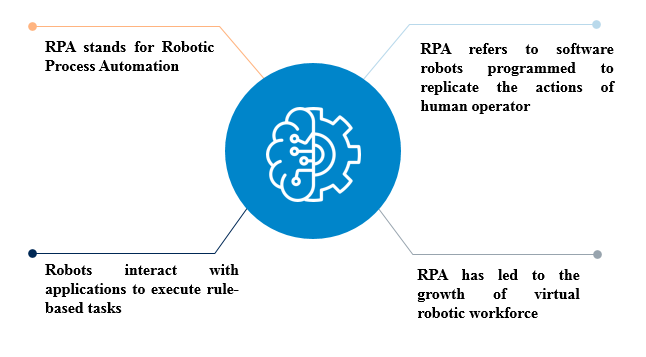 RPA stands for Robotic
Process Automation
RPA refers to software
robots programmed to
replicate the actions of
human operator
Robots interact with
applications to execute rule-
based tasks
RPA has led to the
growth of virtual
robotic workforce